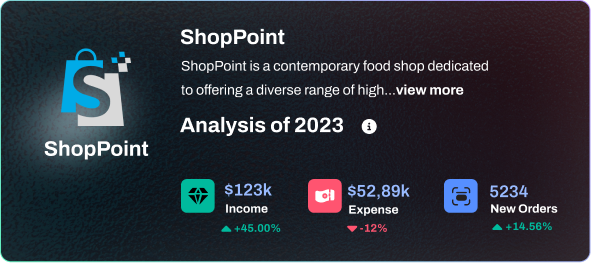 ShopPoint
ShopPoint is a contemporary food shop dedicated
to offering a diverse range of high...view more
S
ShopPoint
Analysis of 2023
$123k
Income
+45.00%
$52,89k
Expense
-12%
5234
New Orders
+14.56%